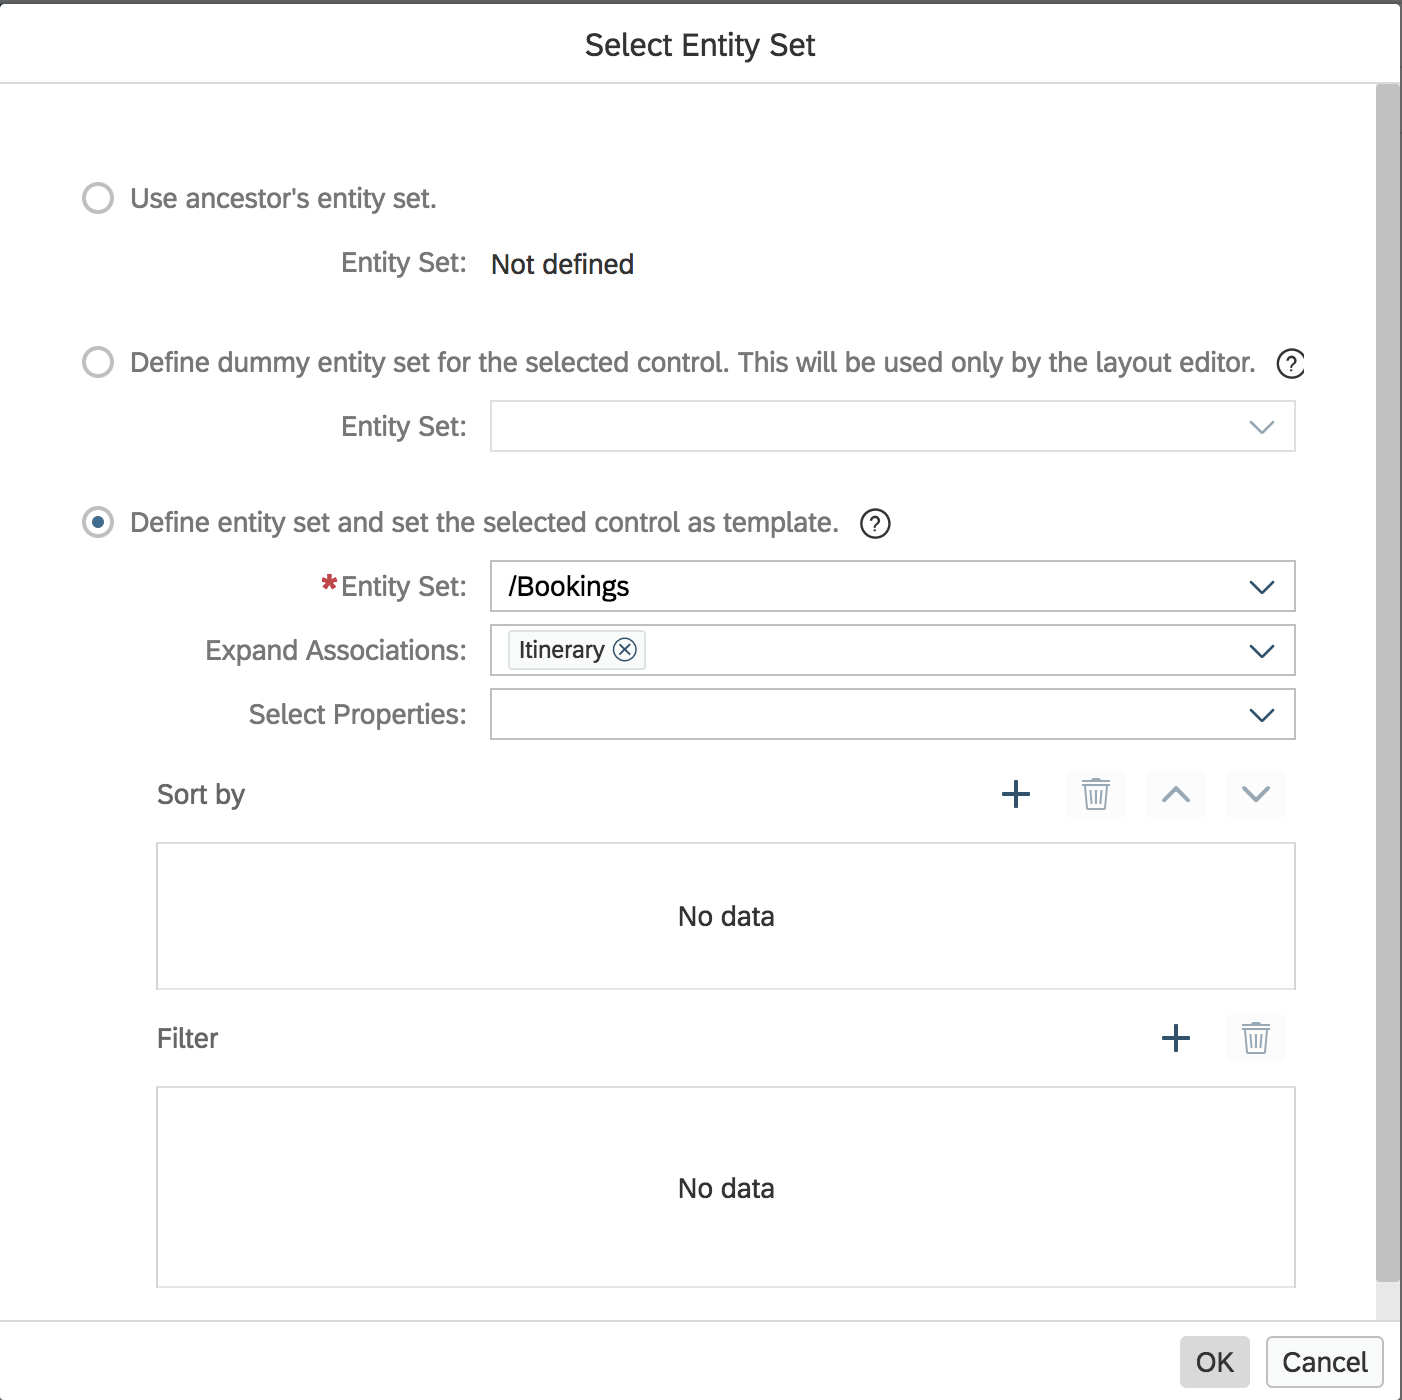 Select Entity Set
Use ancestor's entity set.
Entity Set: Not defined
Define dummy entity set for the selected control. This will be used only by the layout editor. ?
Entity Set:
Define entity set and set the selected control as template. ?
*Entity Set: /Bookings
Expand Associations: Itinerary
Select Properties:
Sort by
No data
Filter
No data
OK Cancel